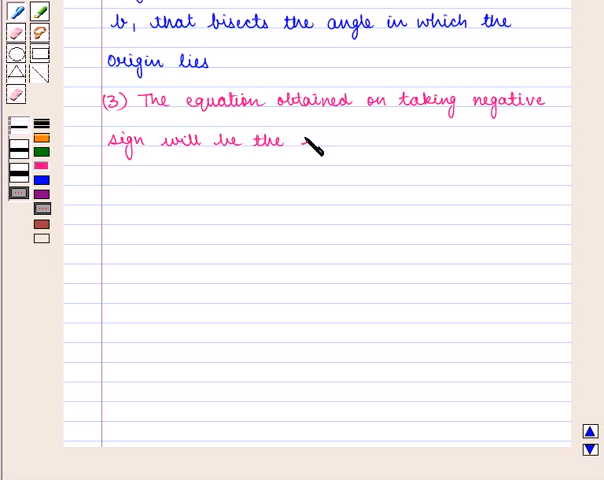 b, that bisects the angle in which the
origin lies
(3) The equation obtained on taking negative
sign will be the